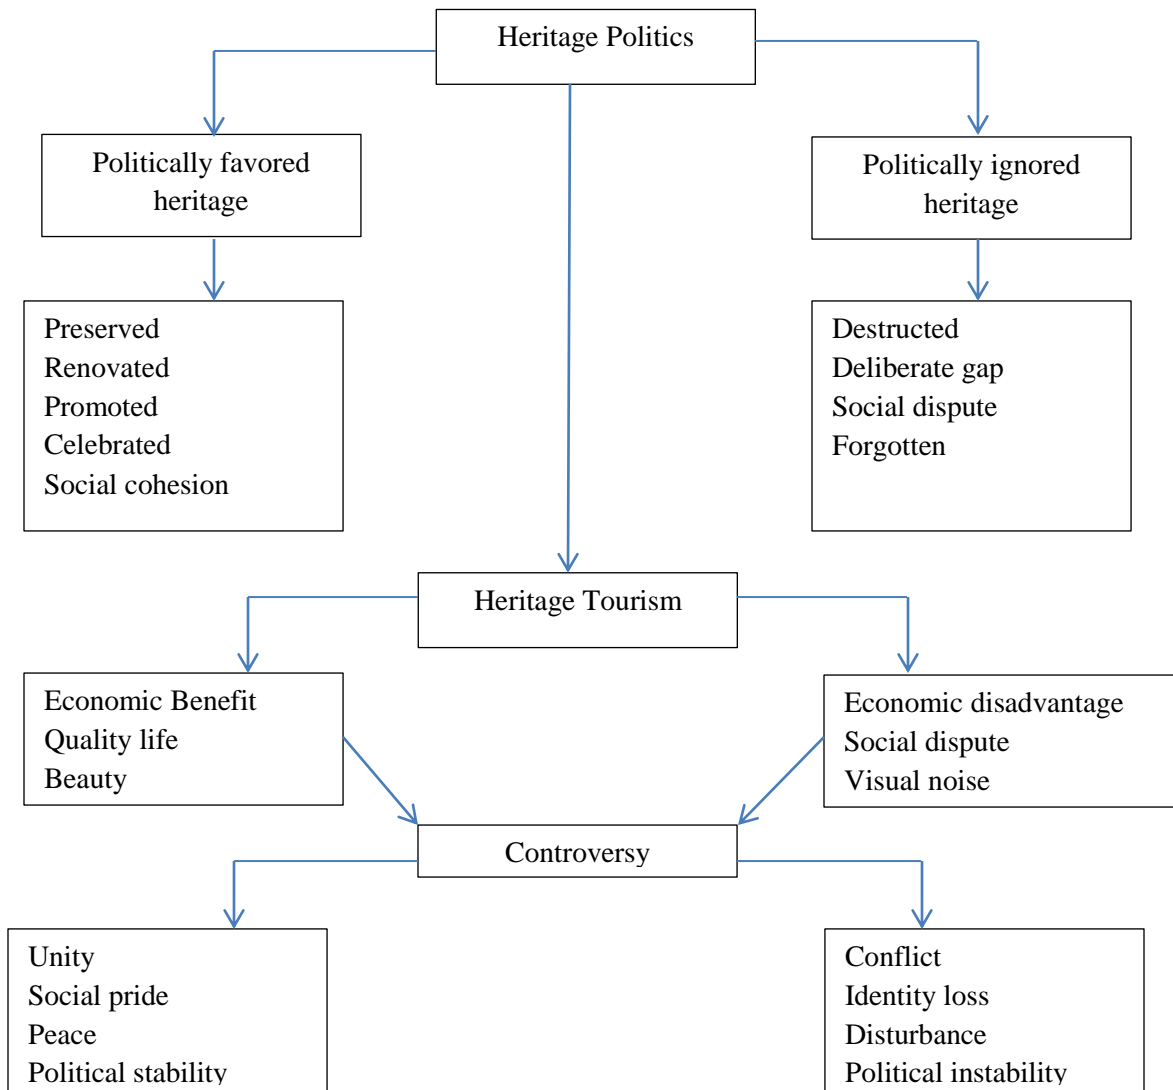 Heritage Politics
Politically favored
heritage
Politically ignored
heritage
Preserved
Renovated
Promoted
Celebrated
Social cohesion
Destructed
Deliberate gap
Social dispute
Forgotten
Heritage Tourism
Economic Benefit
Quality life
Beauty
Economic disadvantage
Social dispute
Visual noise
Controversy
Unity
Social pride
Peace
Political stability
Conflict
Identity loss
Disturbance
Political instability